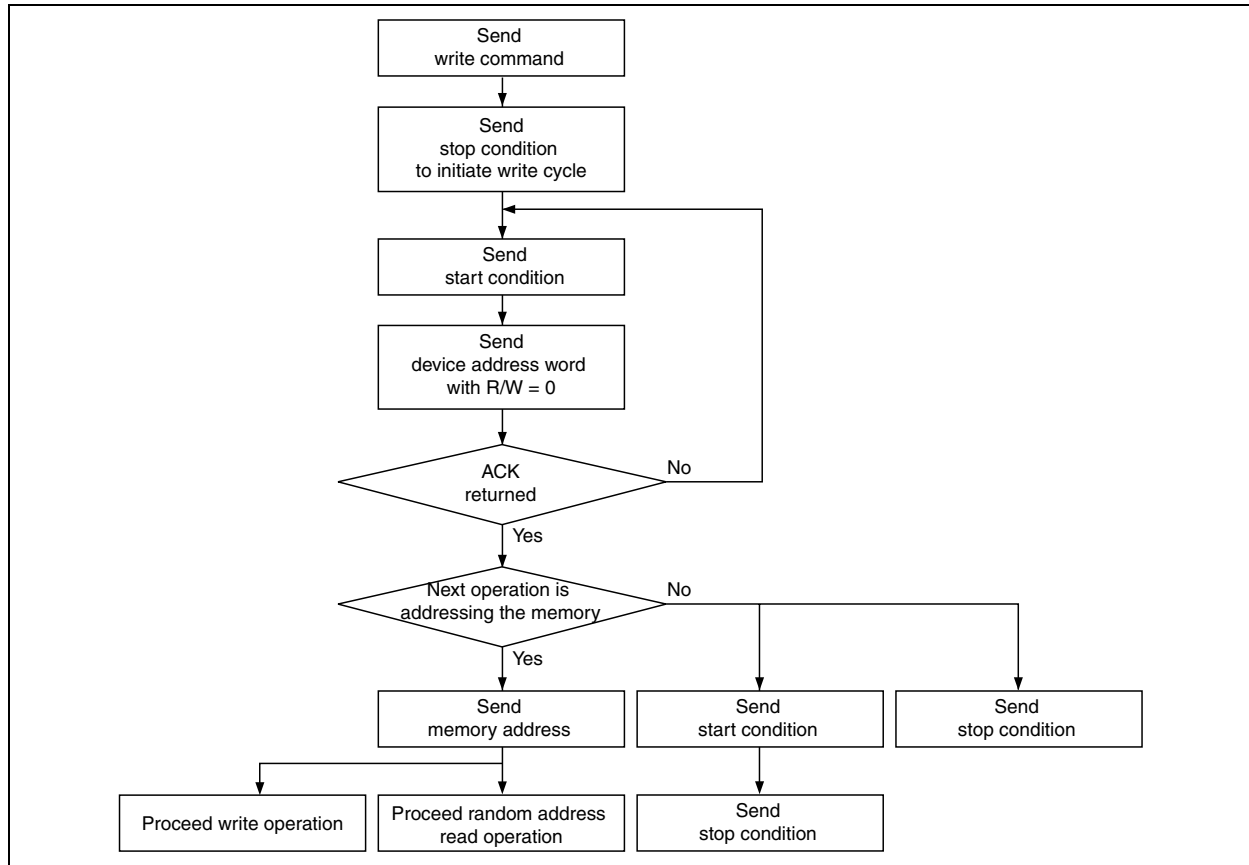 Send
write command
Send
stop condition
to initiate write cycle
Send
start condition
Send
device address word
with R/W = 0
ACK
returned
No
Yes
Next operation is
addressing the memory
No
Yes
Send
memory address
Send
start condition
Send
stop condition
Proceed write operation
Proceed random address
read operation
Send
stop condition